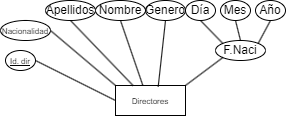 Apellidos
Nombre
Genero
Día
Mes
Año
Nacionalidad
F.Naci
Id. dir
Directores